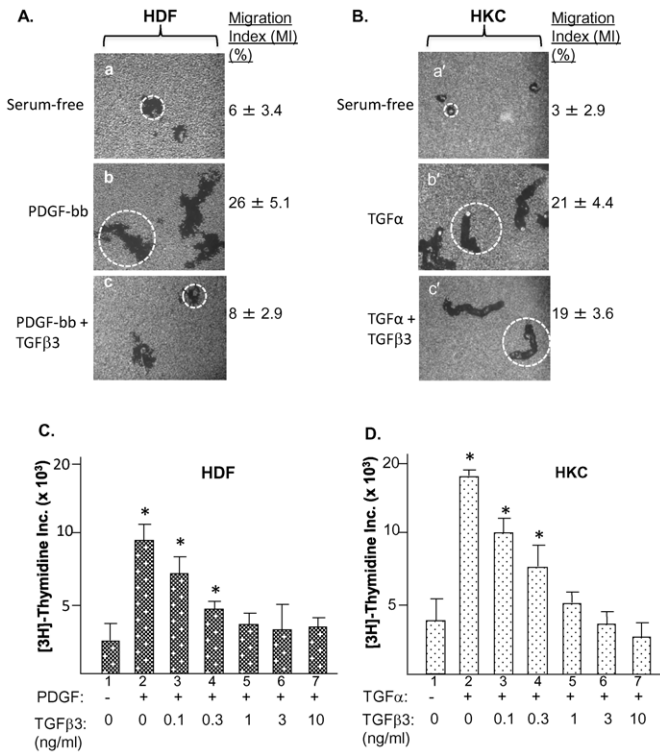 A.
HDF
Migration
Index (MI)
(%)
a
Serum-free
6 ± 3.4
b
PDGF-bb
26 ± 5.1
c
PDGF-bb +
TGFβ3
8 ± 2.9
B.
HKC
Migration
Index (MI)
(%)
a'
Serum-free
3 ± 2.9
b'
TGFα
21 ± 4.4
c'
TGFα +
TGFβ3
19 ± 3.6
C.
HDF
[3H]-Thymidine Inc. (x 10³)
20
10
5
* * *
1 2 3 4 5 6 7
PDGF: - + + + + + +
TGFβ3: 0 0 0.1 0.3 1 3 10
(ng/ml)
D.
HKC
[3H]-Thymidine Inc. (x 10³)
20
10
5
* * *
1 2 3 4 5 6 7
TGFα: - + + + + + +
TGFβ3: 0 0 0.1 0.3 1 3 10
(ng/ml)